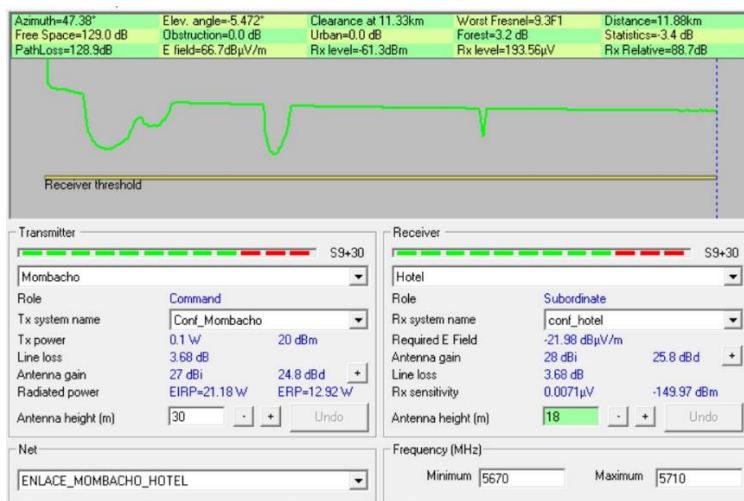 Azimuth=47.38° Elev. angle=-5.472° Clearance at 11.33km Worst Fresnel=9.3F1 Distance=11.88km
Free Space=129.0 dB Obstruction=0.0 dB Urban=0.0 dB Forest=3.2 dB Statistics=-3.4 dB
PathLoss=128.9dB E field=66.7dBµV/m Rx level=-61.3dBm Rx level=193.56µV Rx Relative=88.7dB
Receiver threshold
Transmitter
S9+30
Mombacho
Role Command
Tx system name Conf_Mombacho
Tx power 0.1 W 20 dBm
Line loss 3.68 dB
Antenna gain 27 dBi 24.8 dBd +
Radiated power EIRP=21.18 W ERP=12.92 W
Antenna height (m) 30 - + Undo
Net
ENLACE_MOMBACHO_HOTEL
Receiver
S9+30
Hotel
Role Subordinate
Rx system name conf_hotel
Required E Field -21.98 dBµV/m
Antenna gain 28 dBi 25.8 dBd +
Line loss 3.68 dB
Rx sensitivity 0.0071µV -149.97 dBm
Antenna height (m) 18 - + Undo
Frequency (MHz)
Minimum 5670 Maximum 5710